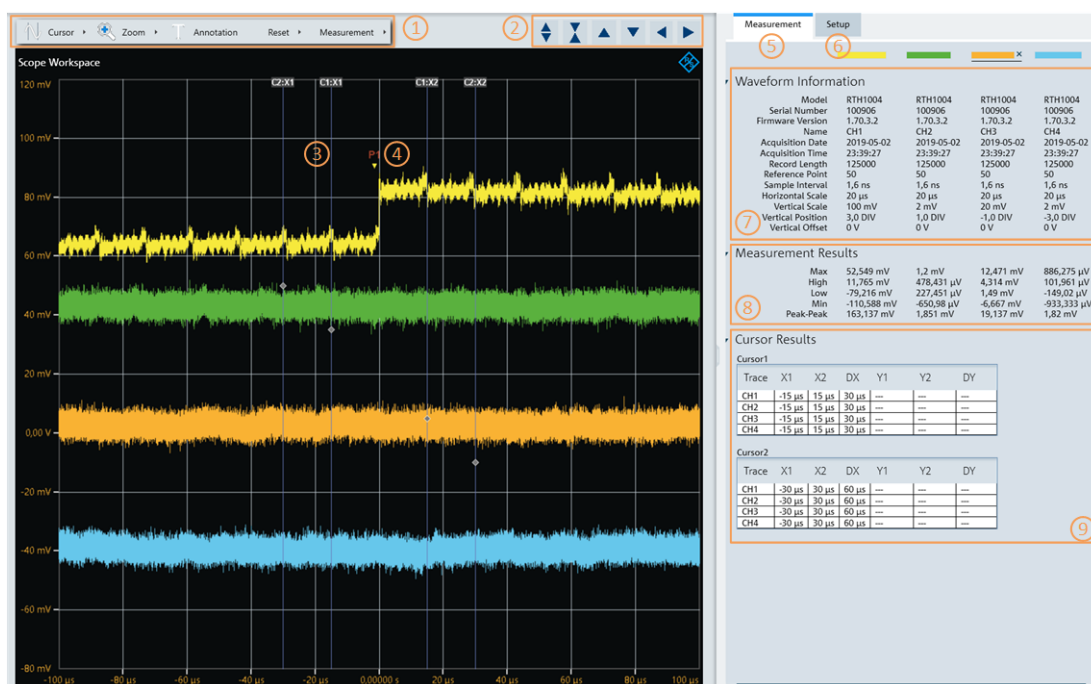 Cursor Zoom Annotation Reset Measurement 1 2
Measurement Setup
5 6
Scope Workspace
C2:X1 C1:X1 C1:X2 C2:X2
120 mV
100 mV
80 mV
60 mV
40 mV
20 mV
0,00 V
-20 mV
-40 mV
-60 mV
-80 mV
3 P1 4
-100 µs -80 µs -60 µs -40 µs -20 µs 0,00000 s 20 µs 40 µs 60 µs 80 µs 100 µs
Waveform Information
Model RTH1004 RTH1004 RTH1004 RTH1004
Serial Number 100906 100906 100906 100906
Firmware Version 1.70.3.2 1.70.3.2 1.70.3.2 1.70.3.2
Name CH1 CH2 CH3 CH4
Acquisition Date 2019-05-02 2019-05-02 2019-05-02 2019-05-02
Acquisition Time 23:39:27 23:39:27 23:39:27 23:39:27
Record Length 125000 125000 125000 125000
Reference Point 50 50 50 50
Sample Interval 1,6 ns 1,6 ns 1,6 ns 1,6 ns
Horizontal Scale 20 µs 20 µs 20 µs 20 µs
Vertical Scale 100 mV 2 mV 20 mV 2 mV
7 Vertical Position 3,0 DIV 1,0 DIV -1,0 DIV -3,0 DIV
Vertical Offset 0 V 0 V 0 V 0 V
Measurement Results
Max 52,549 mV 1,2 mV 12,471 mV 886,275 µV
High 11,765 mV 478,431 µV 4,314 mV 101,961 µV
Low -79,216 mV 227,451 µV 1,49 mV -149,02 µV
8 Min -110,588 mV -650,98 µV -6,667 mV -933,333 µV
Peak-Peak 163,137 mV 1,851 mV 19,137 mV 1,82 mV
Cursor Results
Cursor1
Trace X1 X2 DX Y1 Y2 DY
CH1 -15 µs 15 µs 30 µs --- --- ---
CH2 -15 µs 15 µs 30 µs --- --- ---
CH3 -15 µs 15 µs 30 µs --- --- ---
CH4 -15 µs 15 µs 30 µs --- --- ---
Cursor2
Trace X1 X2 DX Y1 Y2 DY
CH1 -30 µs 30 µs 60 µs --- --- ---
CH2 -30 µs 30 µs 60 µs --- --- ---
CH3 -30 µs 30 µs 60 µs --- --- ---
CH4 -30 µs 30 µs 60 µs --- --- ---
9